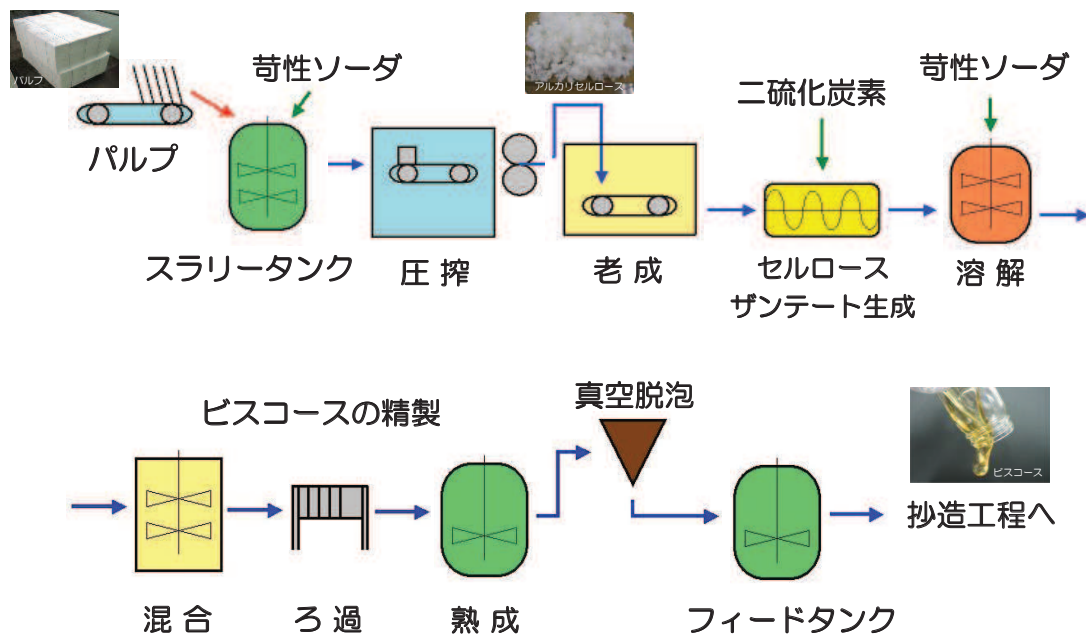 パルプ
苛性ソーダ
アルカリセルロース
二硫化炭素
苛性ソーダ
パルプ
スラリータンク
圧 搾
老 成
セルロース
ザンテート生成
溶 解
ビスコースの精製
真空脱泡
ビスコース
抄造工程へ
混 合
ろ 過
熟 成
フィードタンク